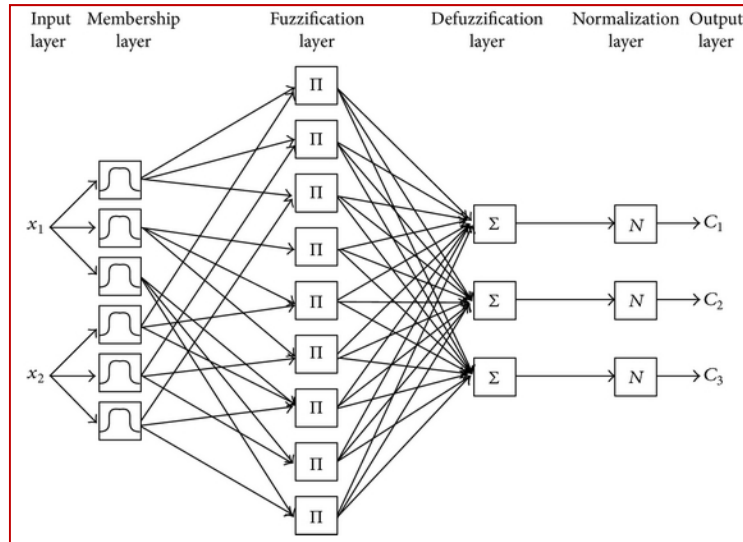 Input layer
Membership layer
Fuzzification layer
Defuzzification layer
Normalization layer
Output layer
Π
Π
Π
Π
Π
Π
Π
Π
Π
x1
x2
Σ
Σ
Σ
N
N
N
C1
C2
C3